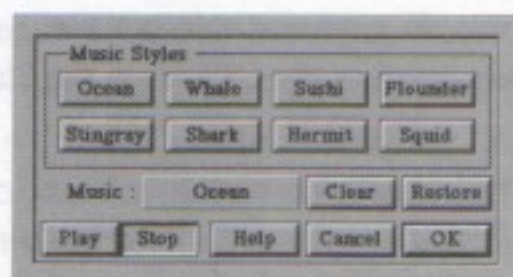 Music Styles
Ocean Whale Sushi Flounder
Stingray Shark Hermit Squid
Music : Ocean Clear Restore
Play Stop Help Cancel OK